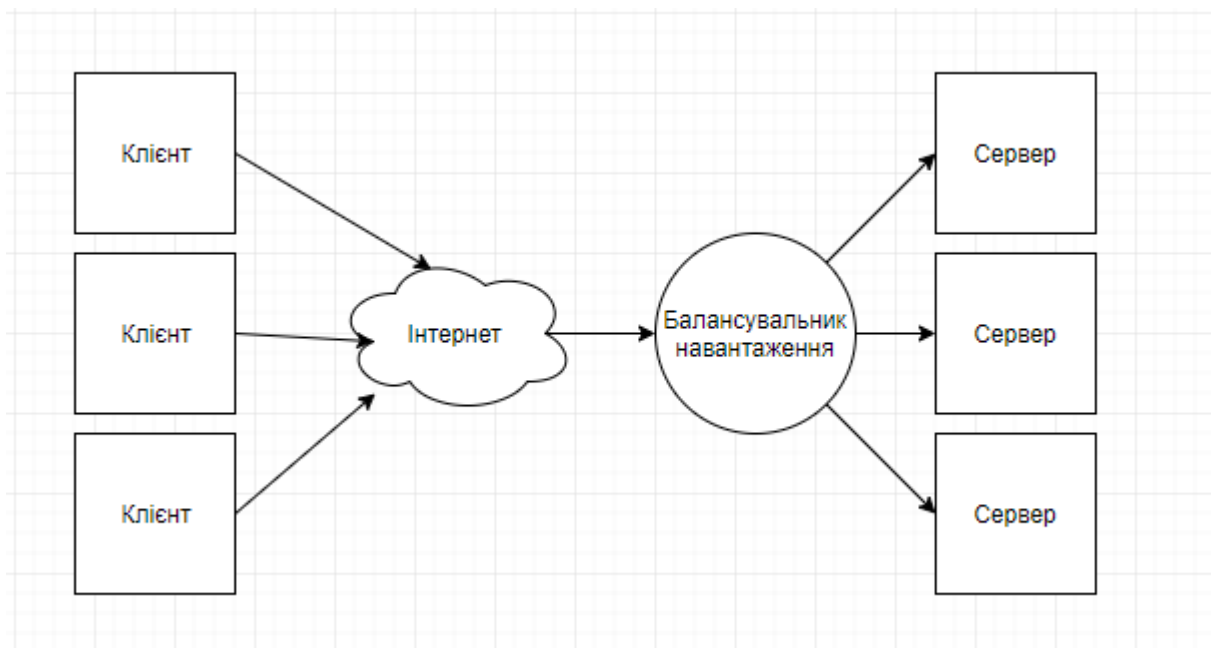 Клієнт
Клієнт
Клієнт
Інтернет
Балансувальник
навантаження
Сервер
Сервер
Сервер